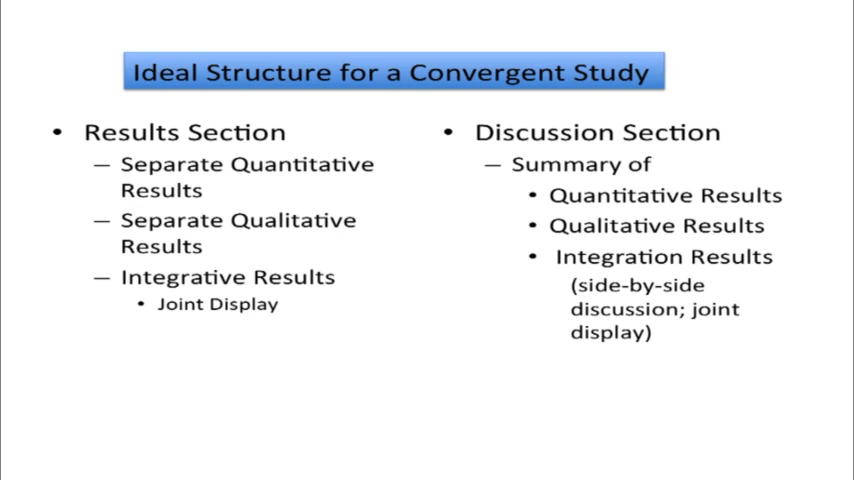 Ideal Structure for a Convergent Study
• Results Section
– Separate Quantitative
Results
– Separate Qualitative
Results
– Integrative Results
• Joint Display
• Discussion Section
– Summary of
• Quantitative Results
• Qualitative Results
• Integration Results
(side-by-side
discussion; joint
display)